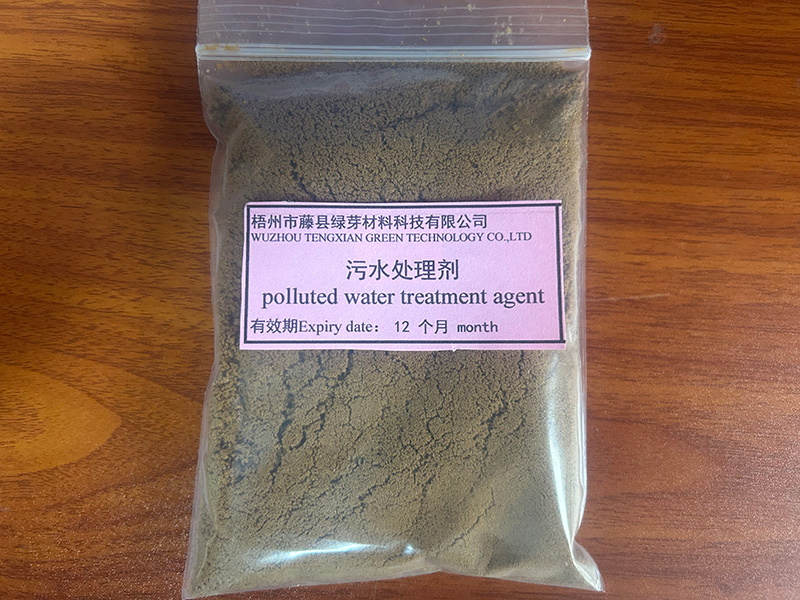 梧州市藤县绿芽材料科技有限公司
WUZHOU TENGXIAN GREEN TECHNOLOGY CO.,LTD
污水处理剂
polluted water treatment agent
有效期Expiry date： 12 个月 month